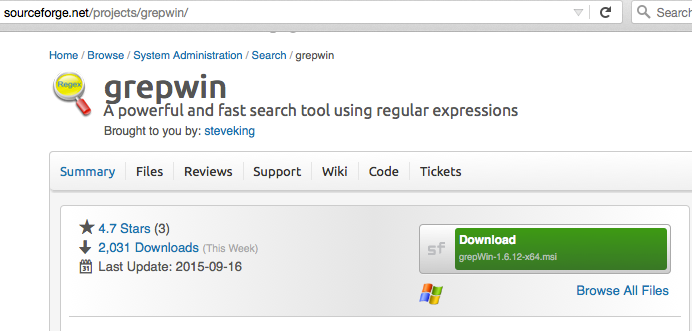 sourceforge.net/projects/grepwin/
Search
Home / Browse / System Administration / Search / grepwin
Regex
grepwin
A powerful and fast search tool using regular expressions
Brought to you by: steveking
Summary Files Reviews Support Wiki Code Tickets
4.7 Stars (3)
2,031 Downloads (This Week)
31 Last Update: 2015-09-16
sf
Download
grepWin-1.6.12-x64.msi
Browse All Files